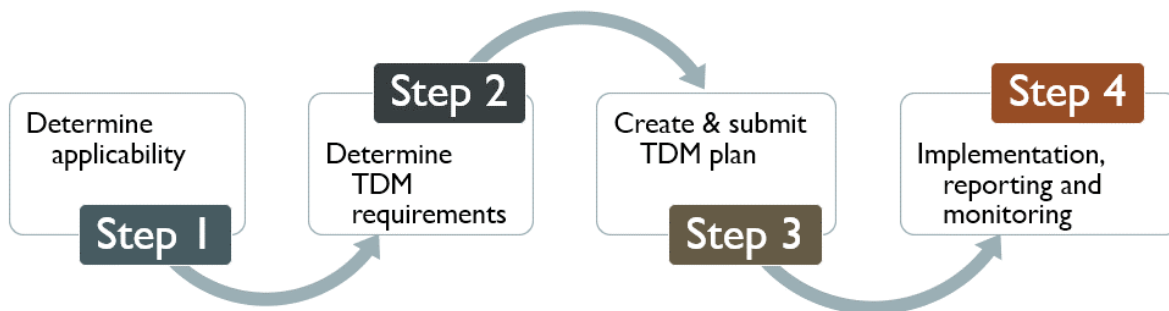 Determine
applicability
Step 1
Step 2
Determine
TDM
requirements
Create & submit
TDM plan
Step 3
Step 4
Implementation,
reporting and
monitoring